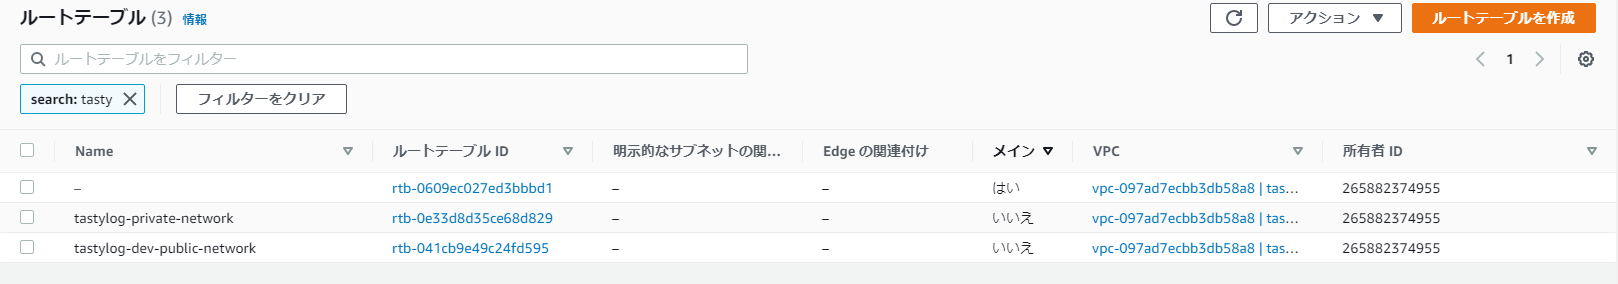 ルートテーブル (3) 情報
アクション ▼
ルートテーブルを作成
ルートテーブルをフィルター
1
search: tasty
フィルターをクリア
Name ルートテーブル ID 明示的なサブネットの関... Edge の関連付け メイン VPC 所有者 ID
– rtb-0609ec027ed3bbbd1 – – はい vpc-097ad7ecbb3db58a8 | tas... 265882374955
tastylog-private-network rtb-0e33d8d35ce68d829 – – いいえ vpc-097ad7ecbb3db58a8 | tas... 265882374955
tastylog-dev-public-network rtb-041cb9e49c24fd595 – – いいえ vpc-097ad7ecbb3db58a8 | tas... 265882374955